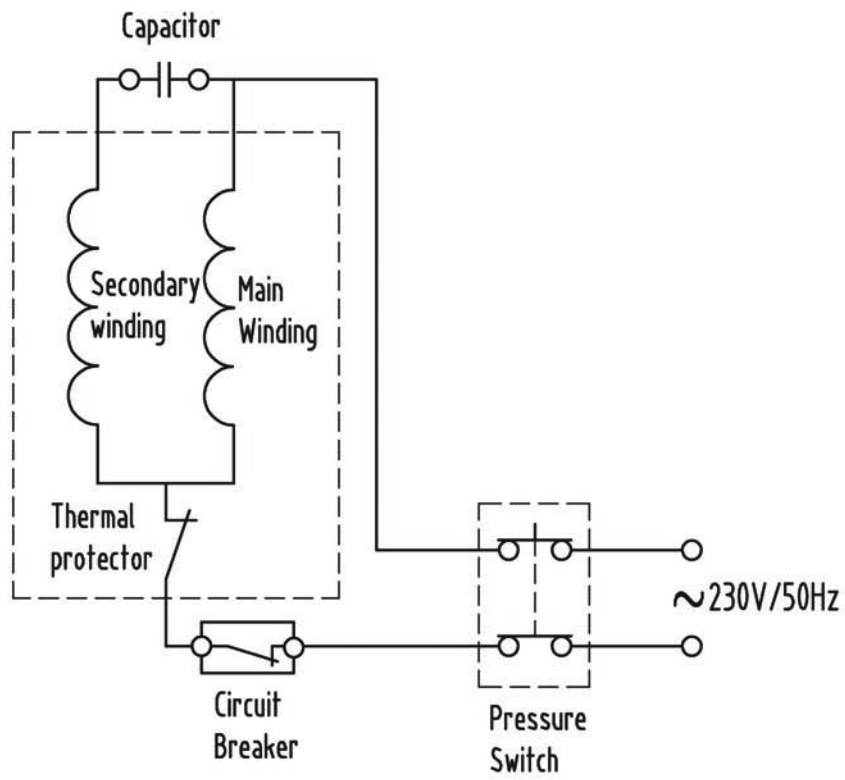 Capacitor
Secondary
winding
Main
Winding
Thermal
protector
~230V/50Hz
Circuit
Breaker
Pressure
Switch